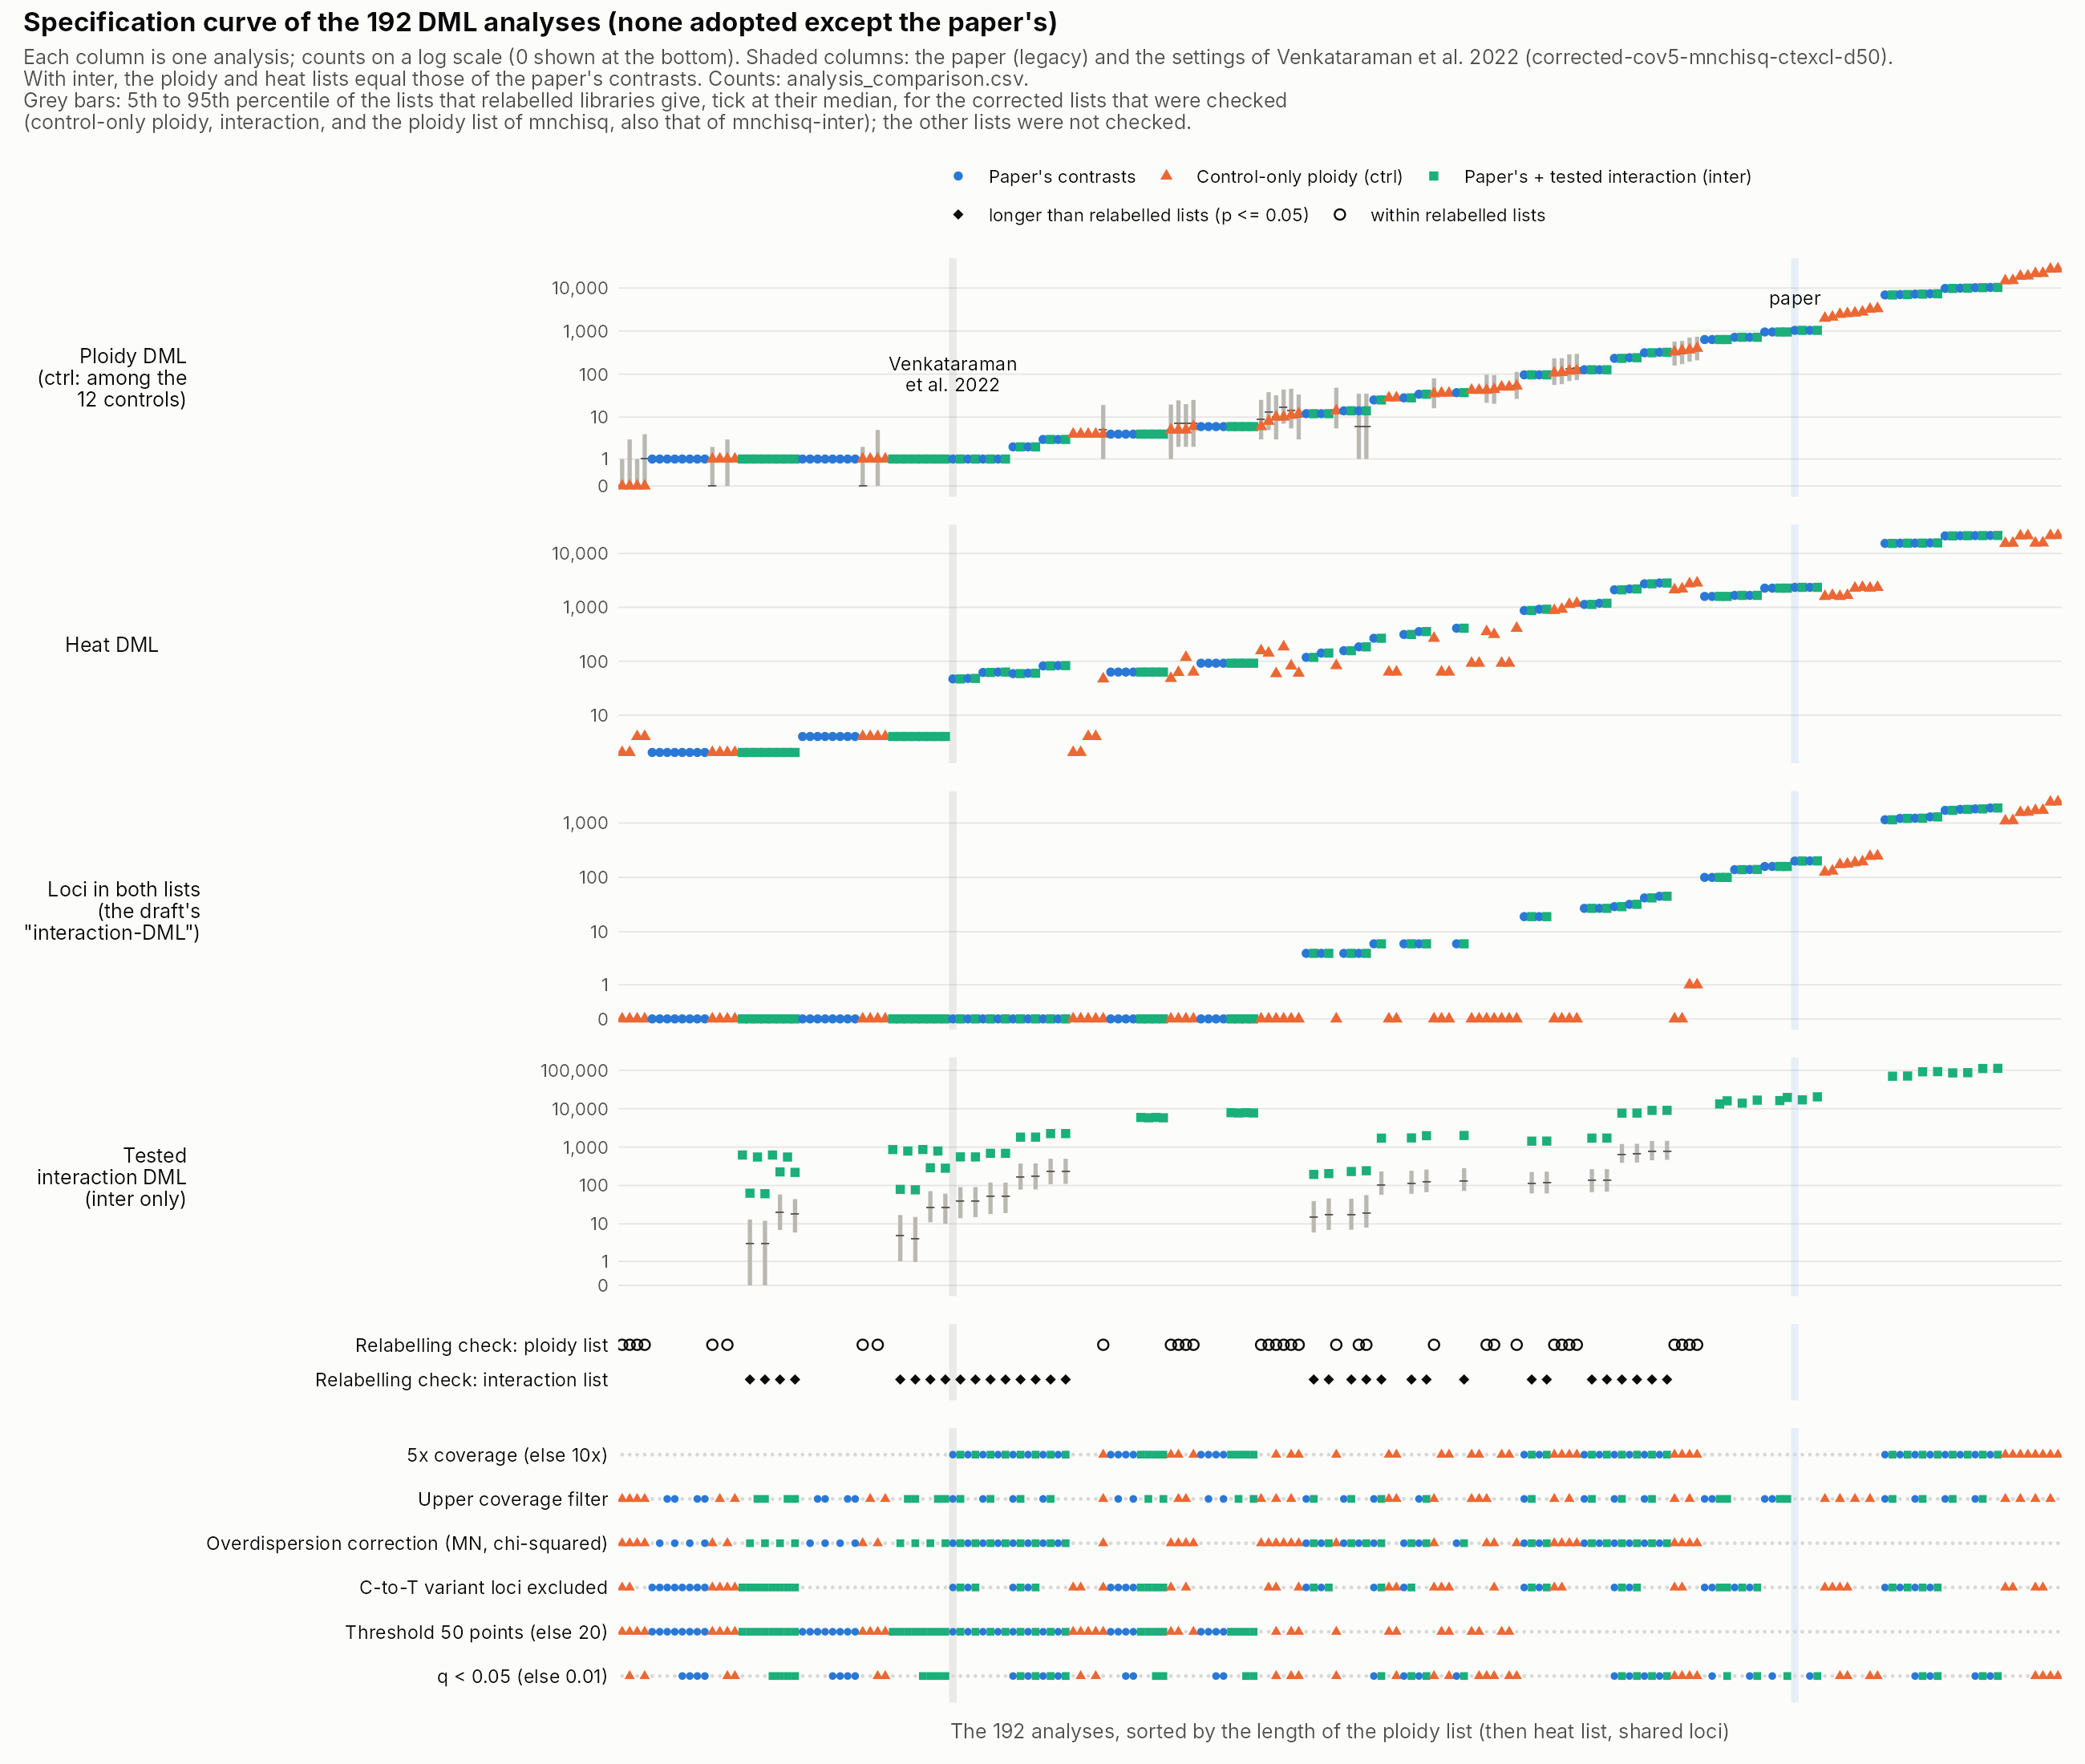 Specification curve of the 192 DML analyses (none adopted except the paper's)
Each column is one analysis; counts on a log scale (0 shown at the bottom). Shaded columns: the paper (legacy) and the settings of Venkataraman et al. 2022 (corrected-cov5-mnchisq-ctexcl-d50).
With inter, the ploidy and heat lists equal those of the paper's contrasts. Counts: analysis_comparison.csv.
Grey bars: 5th to 95th percentile of the lists that relabelled libraries give, tick at their median, for the corrected lists that were checked
(control-only ploidy, interaction, and the ploidy list of mnchisq, also that of mnchisq-inter); the other lists were not checked.
Paper's contrasts
Control-only ploidy (ctrl)
Paper's + tested interaction (inter)
longer than relabelled lists (p <= 0.05)
within relabelled lists
Ploidy DML
(ctrl: among the
12 controls)
10,000
1,000
100
10
1
0
Venkataraman
et al. 2022
paper
Heat DML
10,000
1,000
100
10
Loci in both lists
(the draft's
"interaction-DML")
1,000
100
10
1
0
Tested
interaction DML
(inter only)
100,000
10,000
1,000
100
10
1
0
Relabelling check: ploidy list
Relabelling check: interaction list
5x coverage (else 10x)
Upper coverage filter
Overdispersion correction (MN, chi-squared)
C-to-T variant loci excluded
Threshold 50 points (else 20)
q < 0.05 (else 0.01)
The 192 analyses, sorted by the length of the ploidy list (then heat list, shared loci)